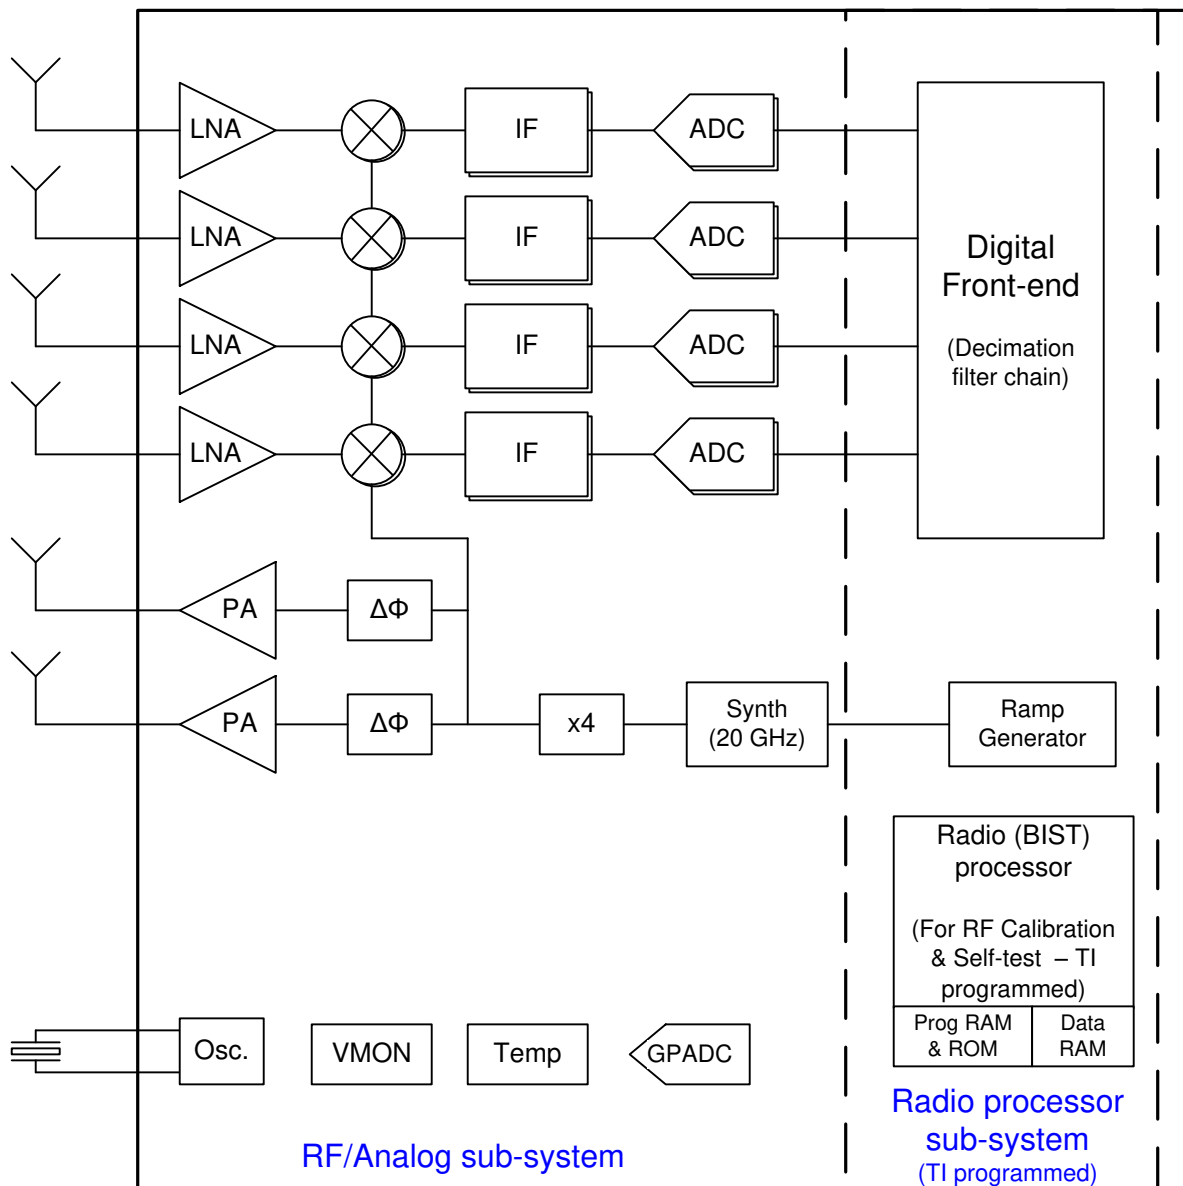 LNA
IF
ADC
LNA
IF
ADC
LNA
IF
ADC
LNA
IF
ADC
Digital
Front-end
(Decimation
filter chain)
PA
ΔΦ
PA
ΔΦ
x4
Synth
(20 GHz)
Ramp
Generator
Radio (BIST)
processor
(For RF Calibration
& Self-test – TI
programmed)
Prog RAM
& ROM
Data
RAM
Osc.
VMON
Temp
GPADC
RF/Analog sub-system
Radio processor
sub-system
(TI programmed)